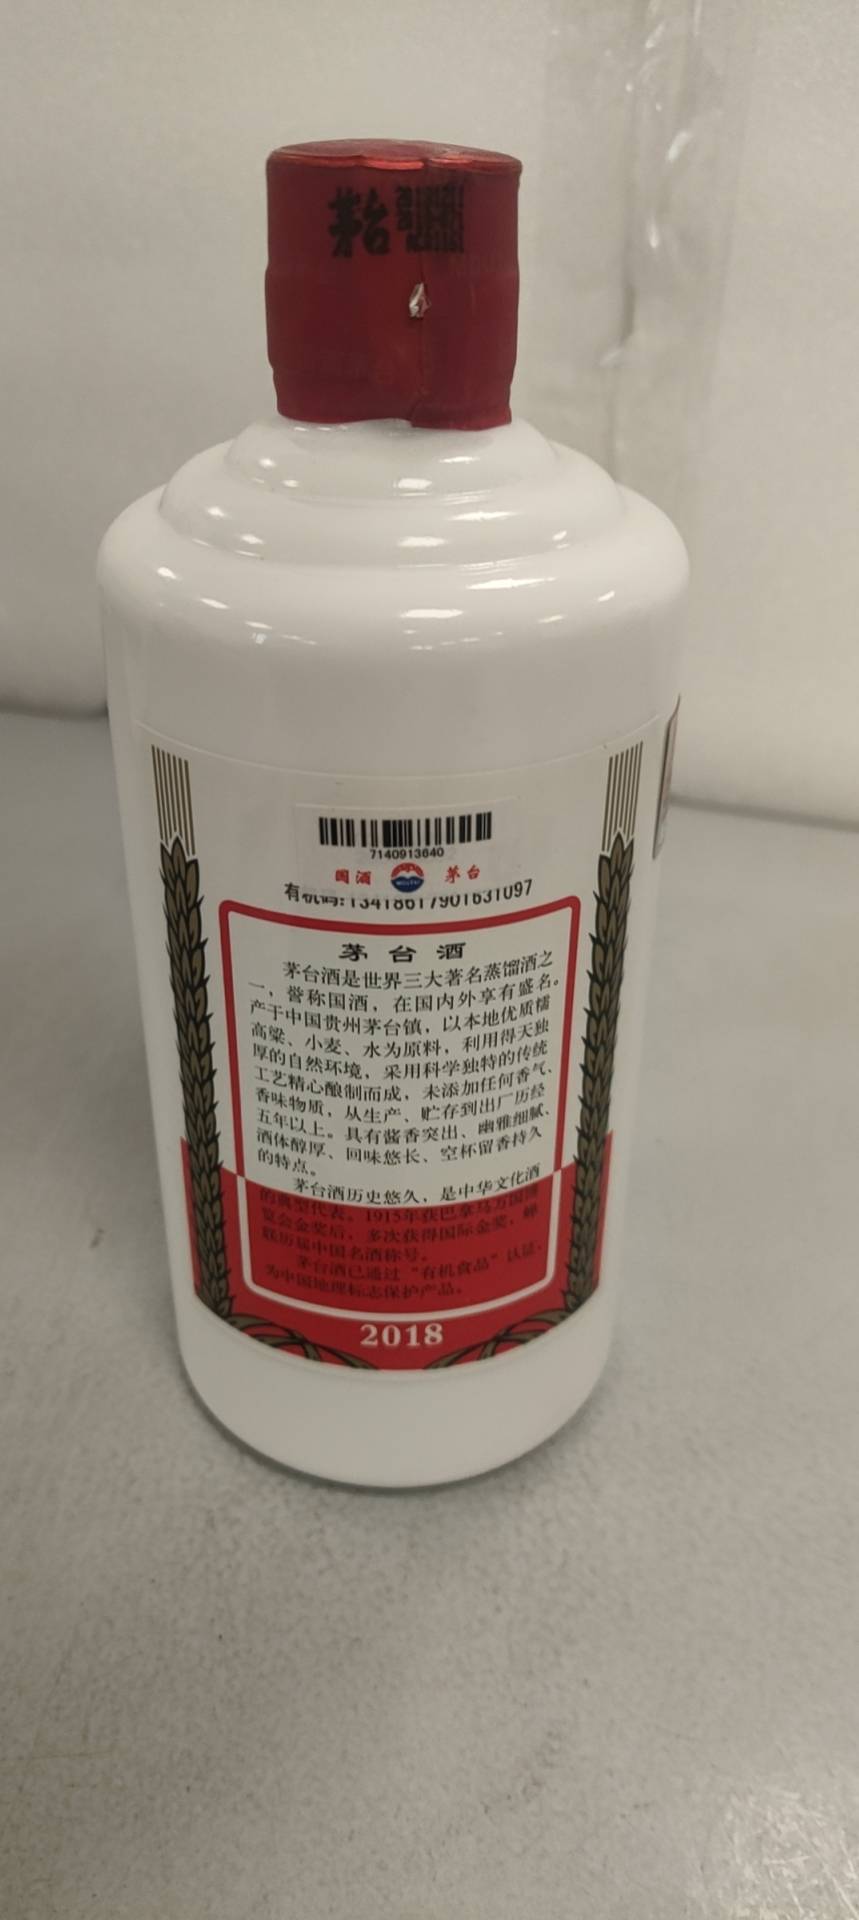 茅台
7140913640
国酒 茅台
有机码:13418617901631097
茅台酒
茅台酒是世界三大著名蒸馏酒之
一，誉称国酒，在国内外享有盛名。
产于中国贵州茅台镇，以本地优质糯
高粱、小麦、水为原料，利用得天独
厚的自然环境，采用科学独特的传统
工艺精心酿制而成，未添加任何香气、
香味物质，从生产、贮存到出厂历经
五年以上。具有酱香突出、幽雅细腻、
酒体醇厚、回味悠长、空杯留香持久
的特点。
茅台酒历史悠久，是中华文化酒
的典型代表。1915年获巴拿马万国博
览会金奖后，多次获得国际金奖，蝉
联历届中国名酒称号。
茅台酒已通过“有机食品”认证，
为中国地理标志保护产品。
2018